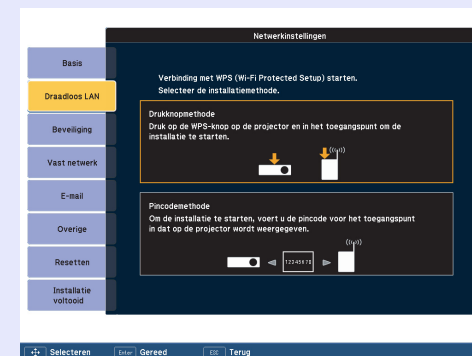 Netwerkinstellingen
Basis
Draadloos LAN
Beveiliging
Vast netwerk
E-mail
Overige
Resetten
Installatie
voltooid
Verbinding met WPS (Wi-Fi Protected Setup) starten.
Selecteer de installatiemethode.
Drukknopmethode
Druk op de WPS-knop op de projector en in het toegangspunt om de
installatie te starten.
Pincodemethode
Om de installatie te starten, voert u de pincode voor het toegangspunt
in dat op de projector wordt weergegeven.
12345678
Selecteren Enter Gereed ESC Terug